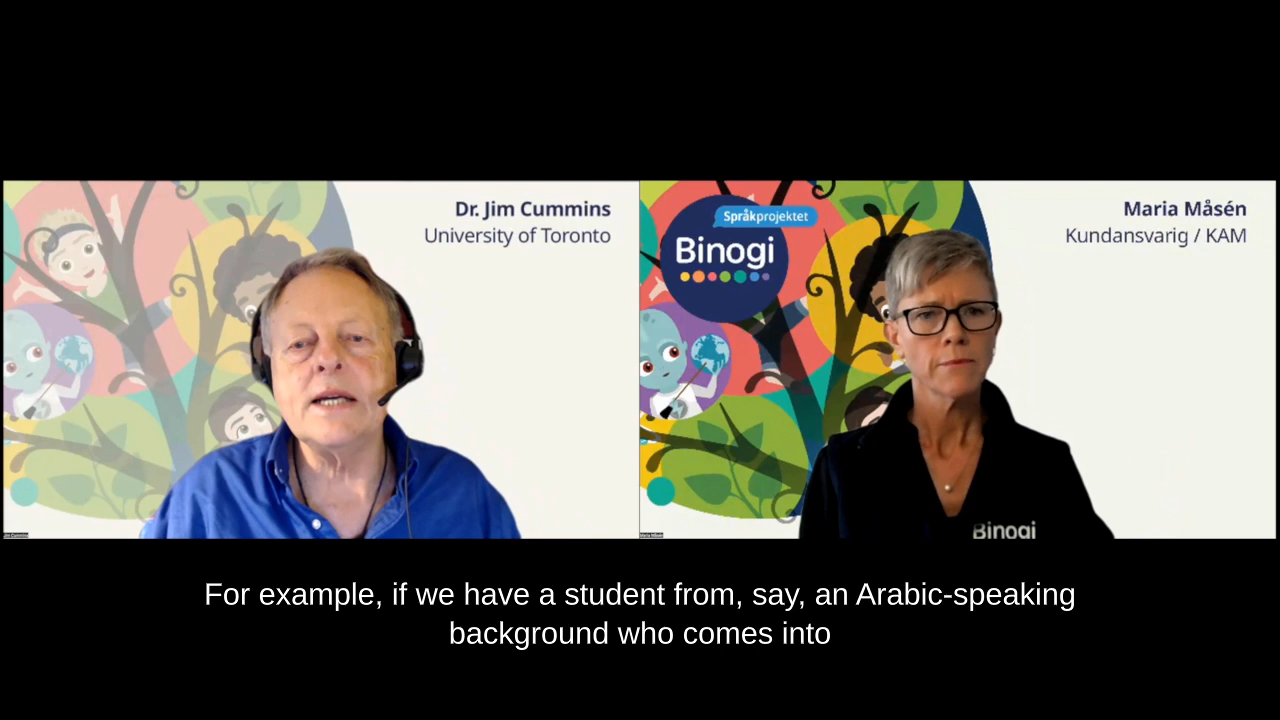 Dr. Jim Cummins
University of Toronto
Språkprojektet
Binogi
Maria Måsén
Kundansvarig / KAM
Binogi
For example, if we have a student from, say, an Arabic-speaking
background who comes into